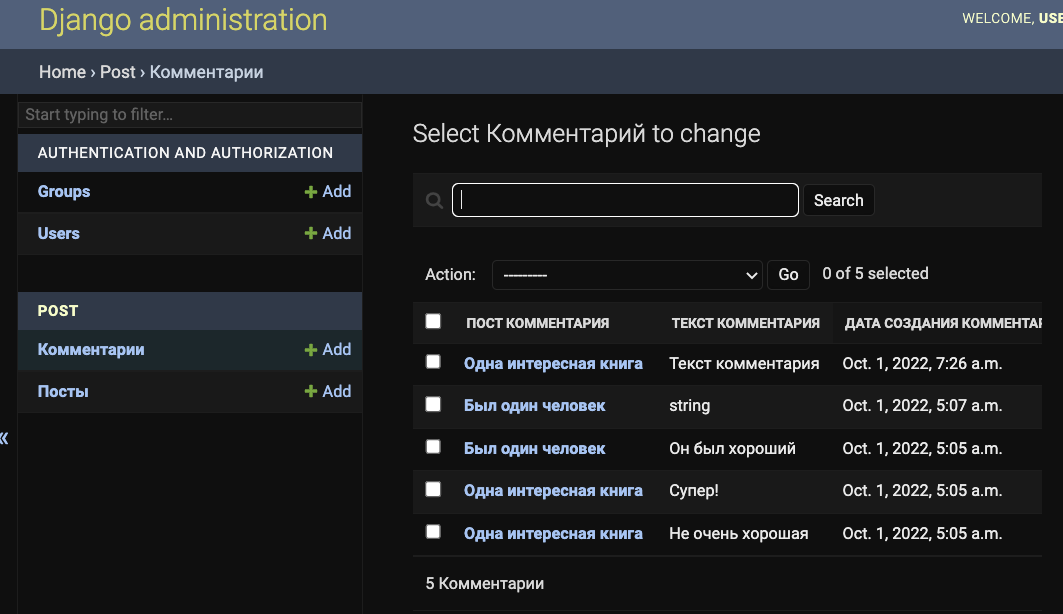 Django administration
WELCOME, USE
Home › Post › Комментарии
Start typing to filter...
AUTHENTICATION AND AUTHORIZATION
Groups + Add
Users + Add
POST
Комментарии + Add
Посты + Add
«
Select Комментарий to change
Search
Action: --------- Go 0 of 5 selected
ПОСТ КОММЕНТАРИЯ ТЕКСТ КОММЕНТАРИЯ ДАТА СОЗДАНИЯ КОММЕНТАР
Одна интересная книга Текст комментария Oct. 1, 2022, 7:26 a.m.
Был один человек string Oct. 1, 2022, 5:07 a.m.
Был один человек Он был хороший Oct. 1, 2022, 5:05 a.m.
Одна интересная книга Супер! Oct. 1, 2022, 5:05 a.m.
Одна интересная книга Не очень хорошая Oct. 1, 2022, 5:05 a.m.
5 Комментарии